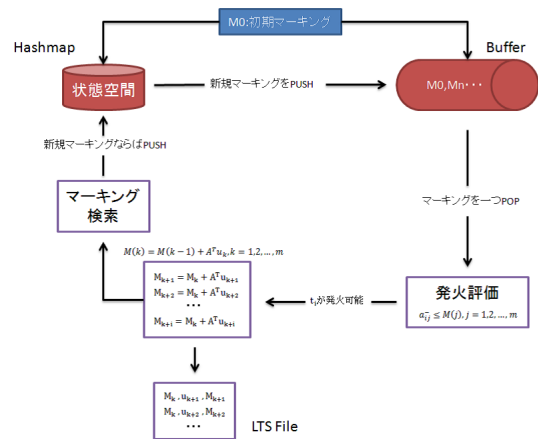 M0:初期マーキング
Hashmap
Buffer
状態空間
新規マーキングをPUSH
M0,Mn・・・
新規マーキングならばPUSH
マーキングを一つPOP
マーキング
検索
M(k) = M(k − 1) + Aᵀuₖ, k = 1,2, … , m
Mₖ₊₁ = Mₖ + Aᵀuₖ₊₁
Mₖ₊₂ = Mₖ + Aᵀuₖ₊₂
•••
Mₖ₊ᵢ = Mₖ + Aᵀuₖ₊ᵢ
tᵢが発火可能
発火評価
a⁻ᵢⱼ ≤ M(j), j = 1,2, … , m
Mₖ , uₖ₊₁ , Mₖ₊₁
Mₖ , uₖ₊₂ , Mₖ₊₂
•••
LTS File